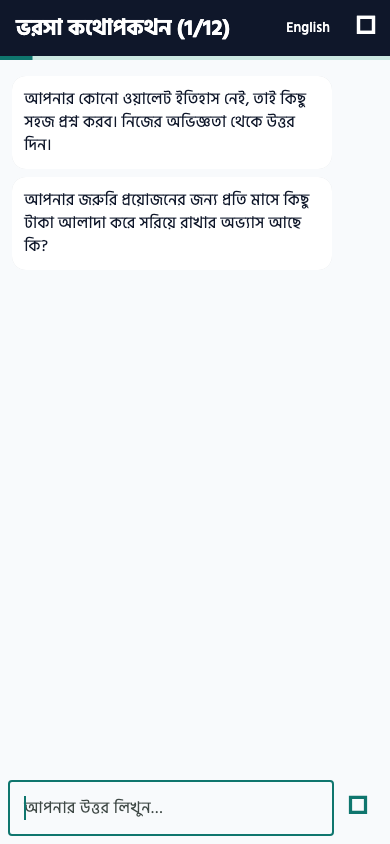 ভরসা কথোপকথন (1/12)
English
আপনার কোনো ওয়ালেট ইতিহাস নেই, তাই কিছু
সহজ প্রশ্ন করব। নিজের অভিজ্ঞতা থেকে উত্তর
দিন।
আপনার জরুরি প্রয়োজনের জন্য প্রতি মাসে কিছু
টাকা আলাদা করে সরিয়ে রাখার অভ্যাস আছে
কি?
আপনার উত্তর লিখুন...